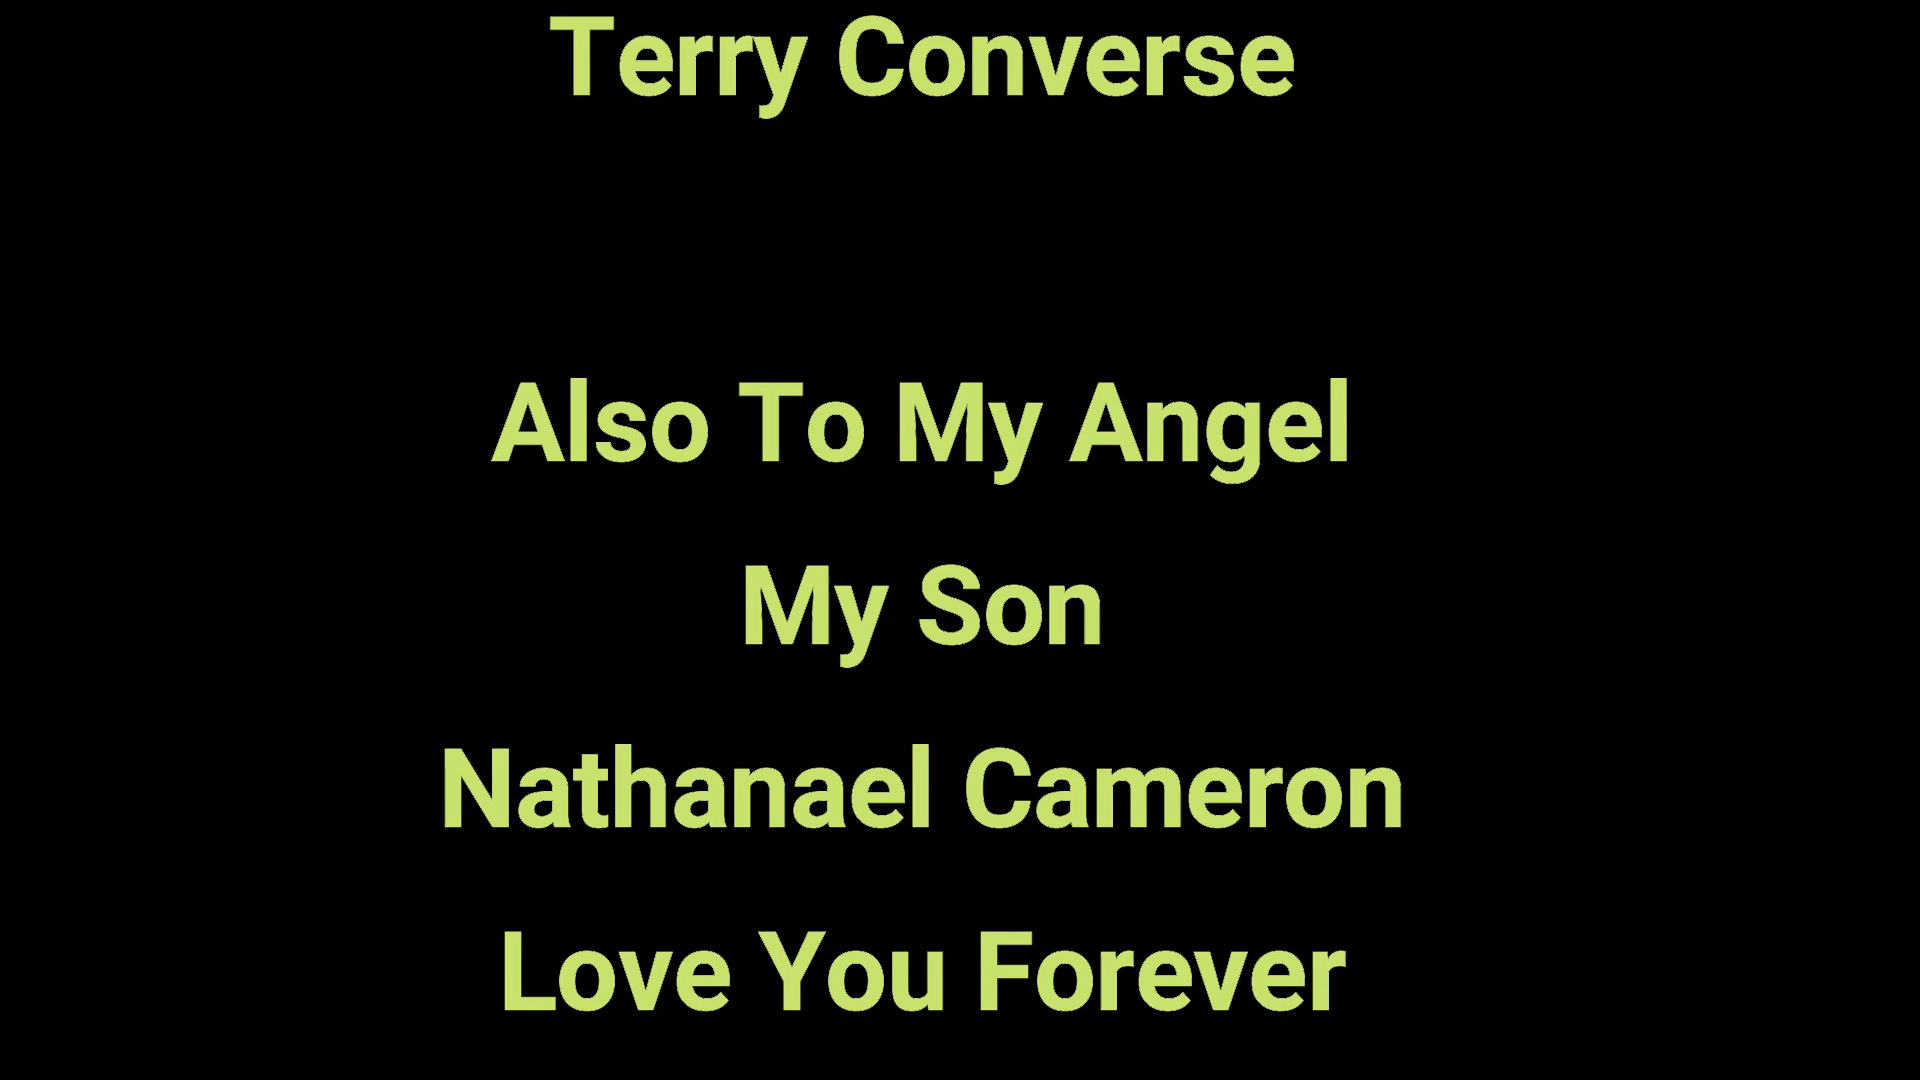 Terry Converse
Also To My Angel
My Son
Nathanael Cameron
Love You Forever